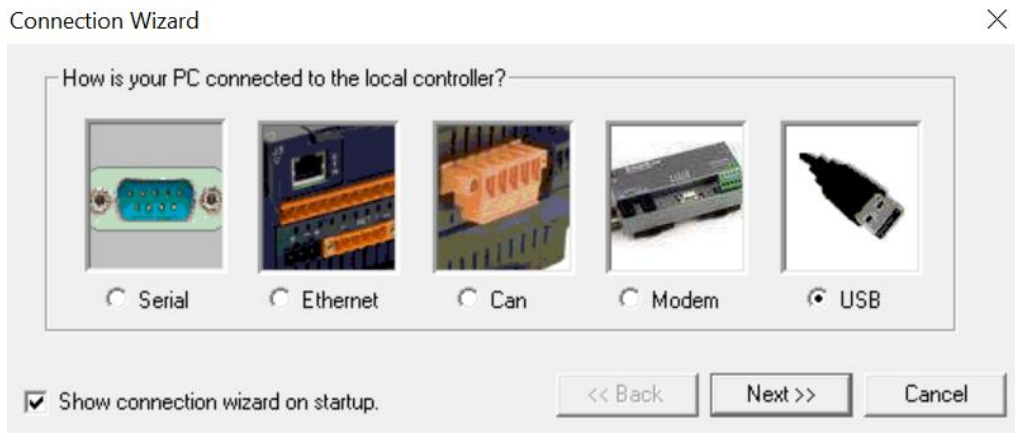 Connection Wizard
How is your PC connected to the local controller?
Serial
Ethernet
Can
Modem
USB
Show connection wizard on startup.
<< Back
Next >>
Cancel